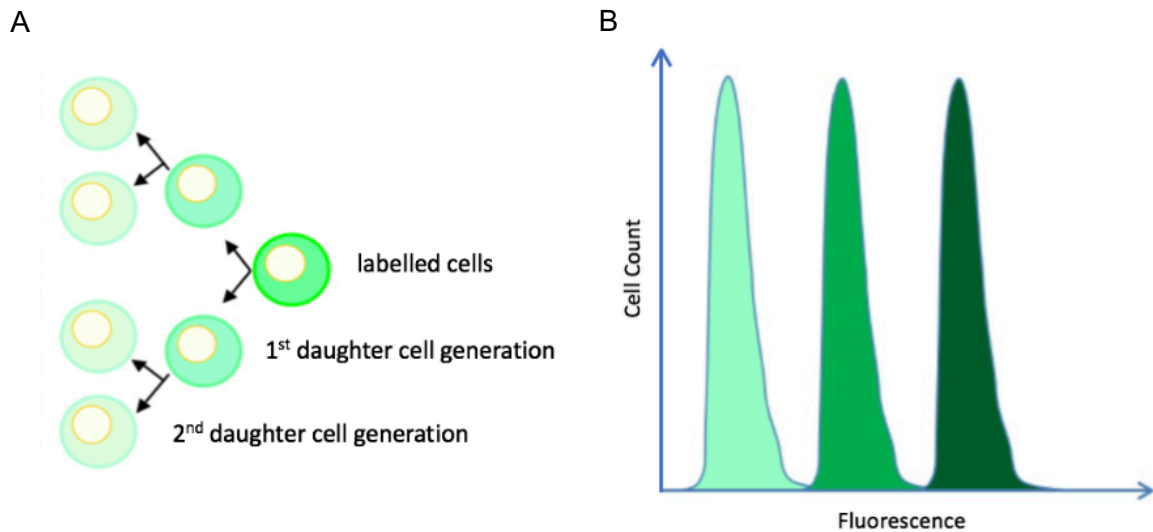 A
B
labelled cells
1st daughter cell generation
2nd daughter cell generation
Cell Count
Fluorescence